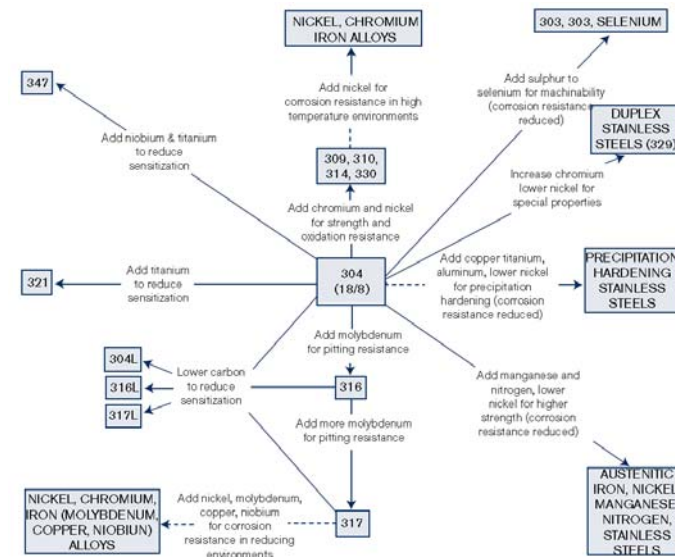 NICKEL, CHROMIUM
IRON ALLOYS
303, 303, SELENIUM
347
Add nickel for
corrosion resistance in high
temperature environments
Add sulphur to
selenium for machinability
(corrosion resistance
reduced)
DUPLEX
STAINLESS
STEELS (329)
Add niobium & titanium
to reduce
sensitization
309, 310,
314, 330
Increase chromium
lower nickel for
special properties
Add chromium and nickel
for strength and
oxidation resistance
321
Add titanium
to reduce
sensitization
304
(18/8)
Add copper titanium,
aluminum, lower nickel
for precipitation
hardening (corrosion
resistance reduced)
PRECIPITATION
HARDENING
STAINLESS
STEELS
Add molybdenum
for pitting resistance
304L
316L
317L
Lower carbon
to reduce
sensitization
316
Add manganese and
nitrogen, lower
nickel for higher
strength (corrosion
resistance reduced)
Add more molybdenum
for pitting resistance
NICKEL, CHROMIUM,
IRON (MOLYBDENUM,
COPPER, NIOBIUN)
ALLOYS
Add nickel, molybdenum,
copper, niobium
for corrosion
resistance in reducing
environments
317
AUSTENITIC
IRON, NICKEL,
MANGANESE,
NITROGEN,
STAINLESS
STEELS